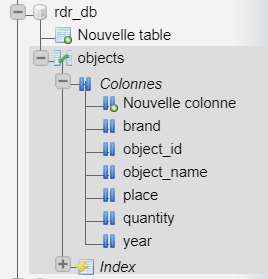 rdr_db
Nouvelle table
objects
Colonnes
Nouvelle colonne
brand
object_id
object_name
place
quantity
year
Index